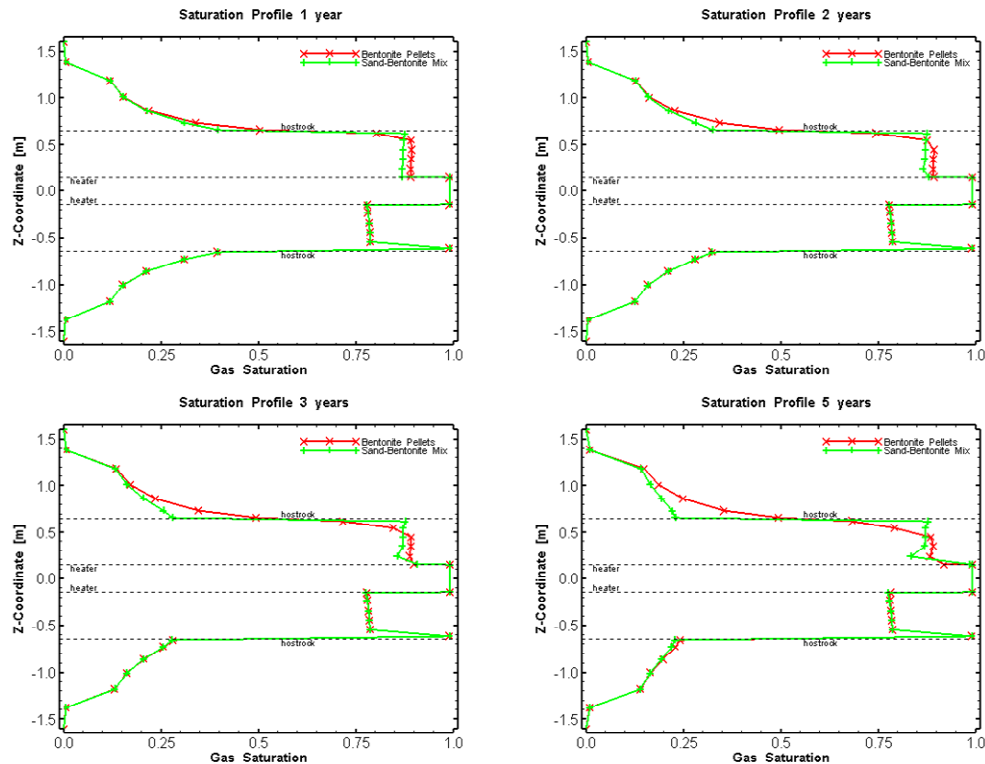 Saturation Profile 1 year
1.5
1.0
0.5
0.0
-0.5
-1.0
-1.5
Z-Coordinate [m]
Bentonite Pellets
Sand-Bentonite Mix
hostrock
heater
heater
hostrock
0.0 0.25 0.5 0.75 1.0
Gas Saturation
Saturation Profile 2 years
1.5
1.0
0.5
0.0
-0.5
-1.0
-1.5
Z-Coordinate [m]
Bentonite Pellets
Sand-Bentonite Mix
hostrock
heater
heater
hostrock
0.0 0.25 0.5 0.75 1.0
Gas Saturation
Saturation Profile 3 years
1.5
1.0
0.5
0.0
-0.5
-1.0
-1.5
Z-Coordinate [m]
Bentonite Pellets
Sand-Bentonite Mix
hostrock
heater
heater
hostrock
0.0 0.25 0.5 0.75 1.0
Gas Saturation
Saturation Profile 5 years
1.5
1.0
0.5
0.0
-0.5
-1.0
-1.5
Z-Coordinate [m]
Bentonite Pellets
Sand-Bentonite Mix
hostrock
heater
heater
hostrock
0.0 0.25 0.5 0.75 1.0
Gas Saturation